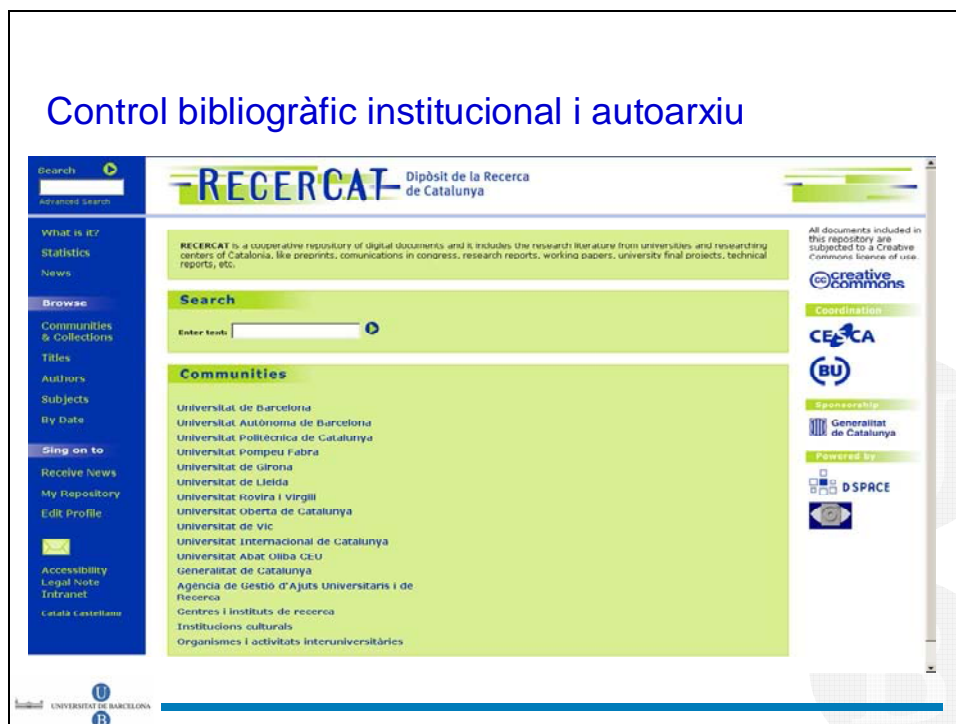 Control bibliogràfic institucional i autoarxiu
Search
Advanced Search
What is it?
Statistics
News
Browse
Communities
& Collections
Titles
Authors
Subjects
By Date
Sing on to
Receive News
My Repository
Edit Profile
Accessibility
Legal Note
Intranet
Català Castellano
RECERCAT
Dipòsit de la Recerca
de Catalunya
RECERCAT is a cooperative repository of digital documents and it includes the research literature from universities and researching
centers of Catalonia, like preprints, comunications in congress, research reports, working papers, university final projects, technical
reports, etc.
Search
Enter text:
Communities
Universitat de Barcelona
Universitat Autònoma de Barcelona
Universitat Politècnica de Catalunya
Universitat Pompeu Fabra
Universitat de Girona
Universitat de Lleida
Universitat Rovira i Virgili
Universitat Oberta de Catalunya
Universitat de Vic
Universitat Internacional de Catalunya
Universitat Abat Oliba CEU
Generalitat de Catalunya
Agència de Gestió d'Ajuts Universitaris i de
Recerca
Centres i instituts de recerca
Institucions culturals
Organismes i activitats interuniversitàries
All documents included in
this repository are
subjected to a Creative
Commons licence of use.
cc creative
commons
Coordination
CESCA
BU
Sponsorship
Generalitat
de Catalunya
Powered by
DSPACE
U
UNIVERSITAT DE BARCELONA
B